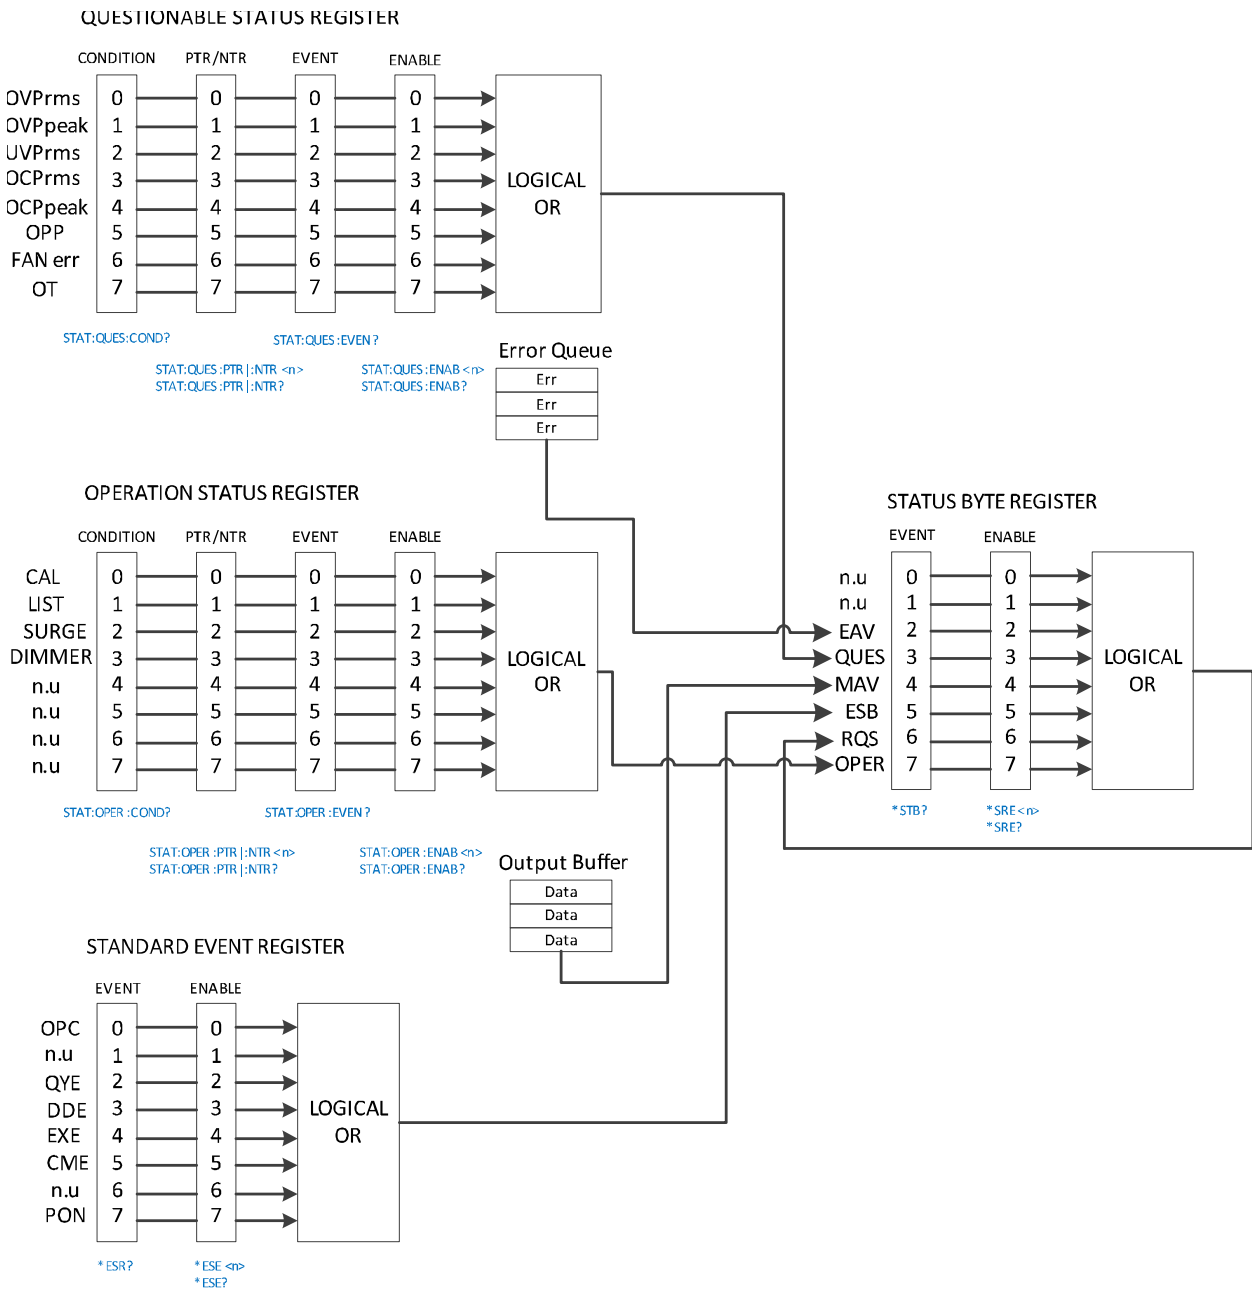 QUESTIONABLE STATUS REGISTER
CONDITION PTR/NTR EVENT ENABLE
OVPrms 0 0 0 0
OVPpeak 1 1 1 1
UVPrms 2 2 2 2
OCPrms 3 3 3 3
OCPpeak 4 4 4 4
OPP 5 5 5 5
FAN err 6 6 6 6
OT 7 7 7 7
LOGICAL
OR
STAT:QUES:COND?
STAT:QUES:PTR|:NTR <n>
STAT:QUES:PTR|:NTR?
STAT:QUES:EVEN?
STAT:QUES:ENAB <n>
STAT:QUES:ENAB?
Error Queue
Err
Err
Err
OPERATION STATUS REGISTER
CONDITION PTR/NTR EVENT ENABLE
CAL 0 0 0 0
LIST 1 1 1 1
SURGE 2 2 2 2
DIMMER 3 3 3 3
n.u 4 4 4 4
n.u 5 5 5 5
n.u 6 6 6 6
n.u 7 7 7 7
LOGICAL
OR
STAT:OPER:COND?
STAT:OPER:PTR|:NTR <n>
STAT:OPER:PTR|:NTR?
STAT:OPER:EVEN?
STAT:OPER:ENAB <n>
STAT:OPER:ENAB?
Output Buffer
Data
Data
Data
STANDARD EVENT REGISTER
EVENT ENABLE
OPC 0 0
n.u 1 1
QYE 2 2
DDE 3 3
EXE 4 4
CME 5 5
n.u 6 6
PON 7 7
LOGICAL
OR
*ESR?
*ESE <n>
*ESE?
STATUS BYTE REGISTER
EVENT ENABLE
n.u 0 0
n.u 1 1
EAV 2 2
QUES 3 3
MAV 4 4
ESB 5 5
RQS 6 6
OPER 7 7
LOGICAL
OR
*STB?
*SRE <n>
*SRE?